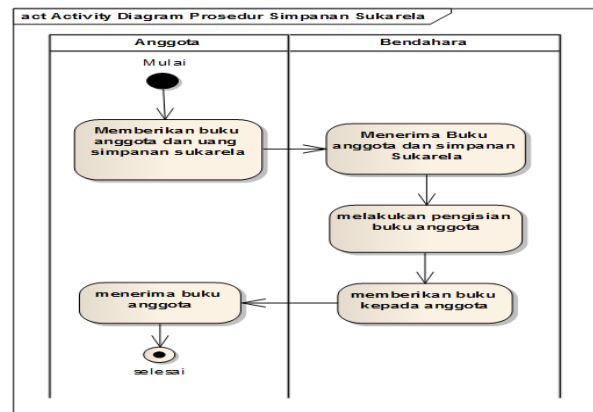 act Activity Diagram Prosedur Simpanan Sukarela
Anggota
Bendahara
Mulai
Memberikan buku
anggota dan uang
simpanan sukarela
Menerima Buku
anggota dan simpanan
Sukarela
melakukan pengisian
buku anggota
memberikan buku
kepada anggota
menerima buku
anggota
selesai